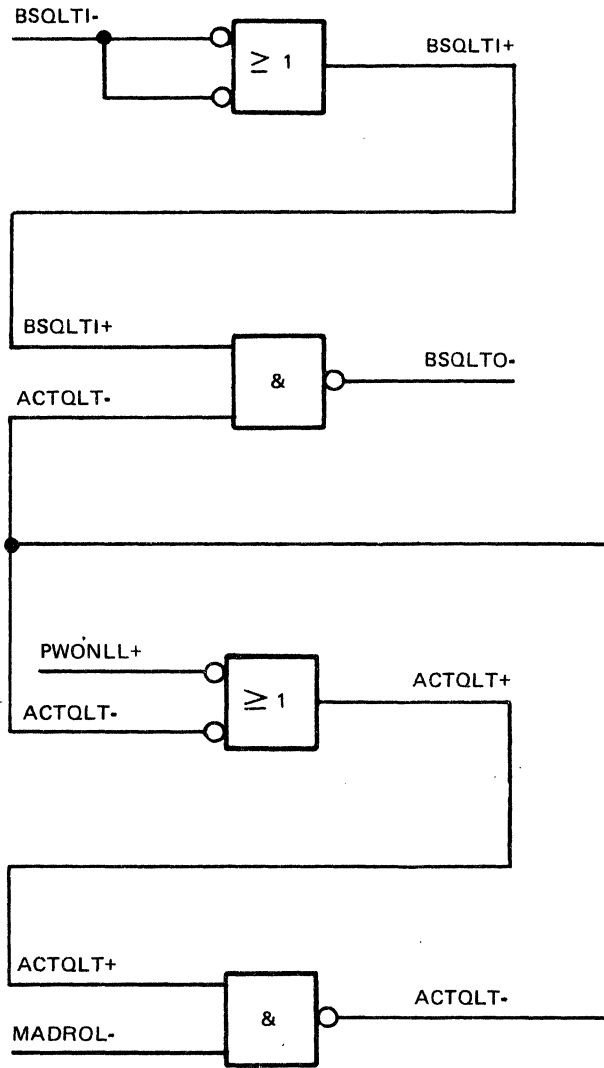 BSQLTI-
≥ 1
BSQLTI+
BSQLTI+
&
BSQLTO-
ACTQLT-
PWONLL+
≥ 1
ACTQLT+
ACTQLT-
ACTQLT+
&
ACTQLT-
MADROL-